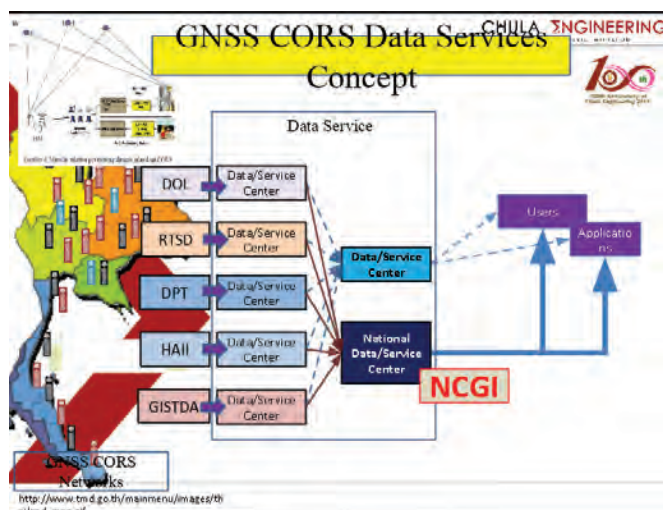 GNSS CORS Data Services
Concept
CHULA ΣNGINEERING
100
Data Service
DOL
Data/Service
Center
RTSD
Data/Service
Center
DPT
Data/Service
Center
HAII
Data/Service
Center
GISTDA
Data/Service
Center
Data/Service
Center
National
Data/Service
Center
NCGI
Users
Applicatio
ns
GNSS CORS
Networks
http://www.tmd.go.th/mainmenu/images/th